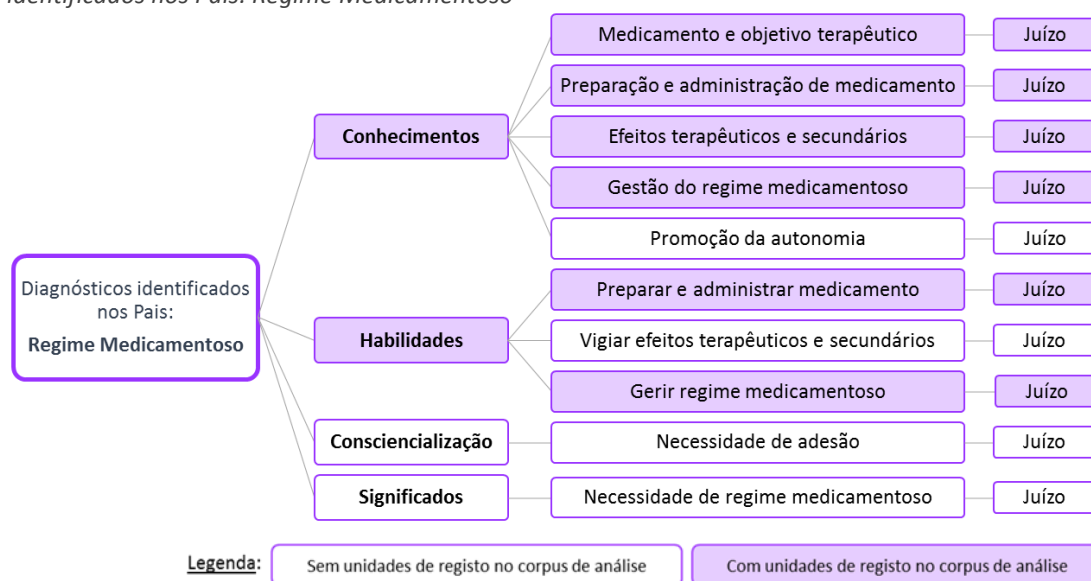 identificados nos Pais: Regime Medicamentoso
Medicamento e objetivo terapêutico
Juízo
Preparação e administração de medicamento
Juízo
Conhecimentos
Efeitos terapêuticos e secundários
Juízo
Gestão do regime medicamentoso
Juízo
Promoção da autonomia
Juízo
Diagnósticos identificados
nos Pais:
Regime Medicamentoso
Preparar e administrar medicamento
Juízo
Habilidades
Vigiar efeitos terapêuticos e secundários
Juízo
Gerir regime medicamentoso
Juízo
Consciencialização
Necessidade de adesão
Juízo
Significados
Necessidade de regime medicamentoso
Juízo
Legenda:
Sem unidades de registo no corpus de análise
Com unidades de registo no corpus de análise